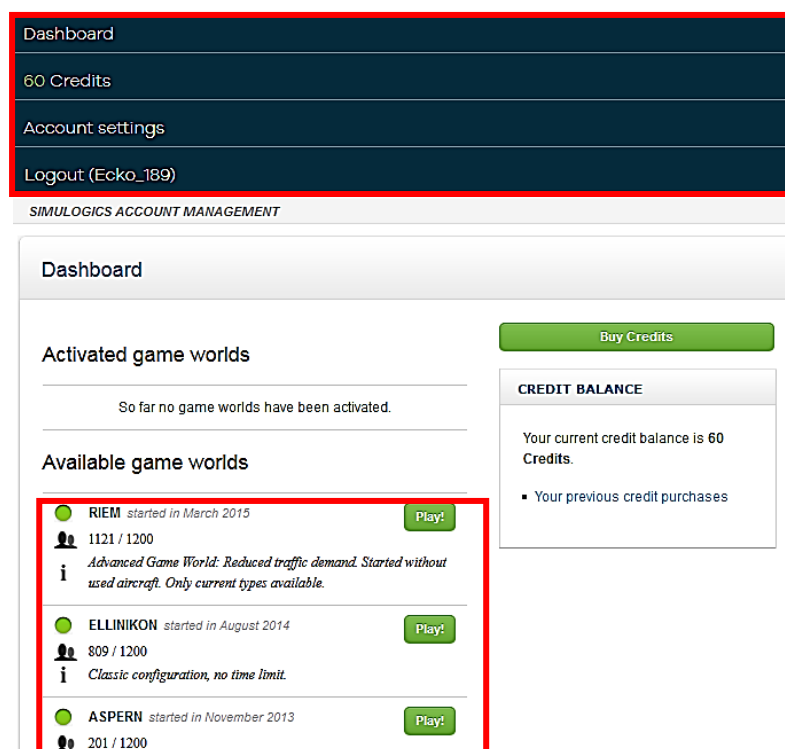 Dashboard
60 Credits
Account settings
Logout (Ecko_189)
SIMULOGICS ACCOUNT MANAGEMENT
Dashboard
Activated game worlds
So far no game worlds have been activated.
Available game worlds
RIEM started in March 2015
Play!
1121 / 1200
Advanced Game World: Reduced traffic demand. Started without
used aircraft. Only current types available.
ELLINIKON started in August 2014
Play!
809 / 1200
Classic configuration, no time limit.
ASPERN started in November 2013
Play!
201 / 1200
Buy Credits
CREDIT BALANCE
Your current credit balance is 60
Credits.
Your previous credit purchases